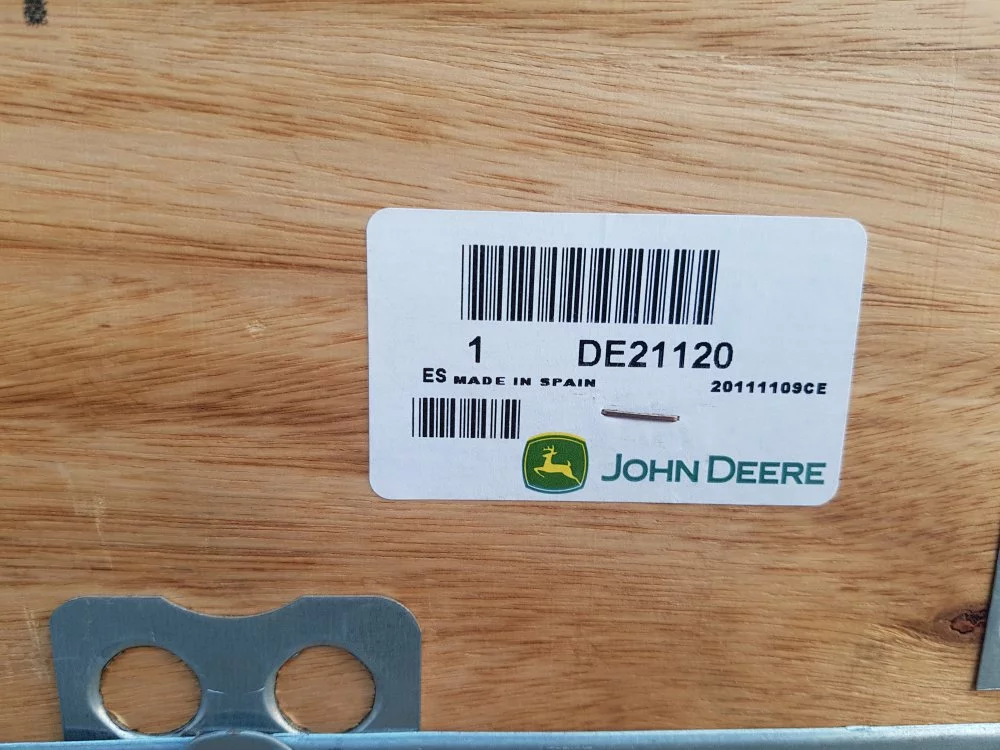 1 DE21120
ES MADE IN SPAIN 20111109CE
JOHN DEERE